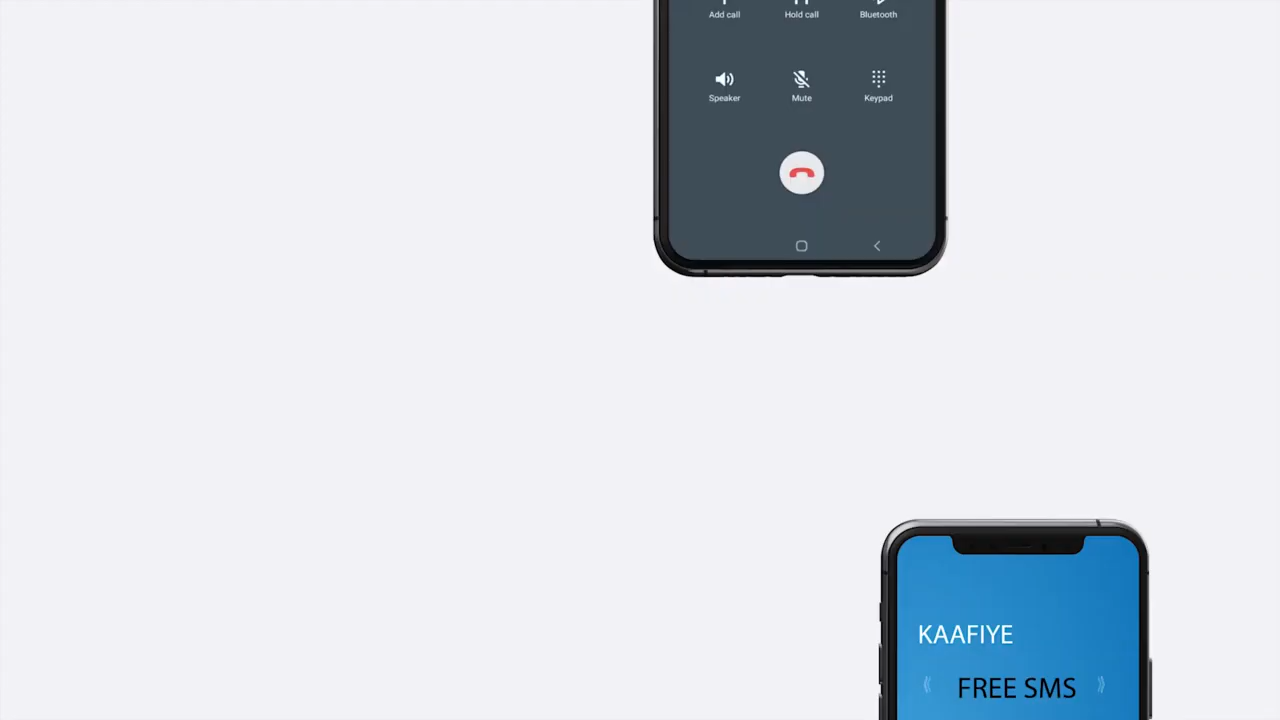 Add call Hold call Bluetooth
Speaker Mute Keypad
KAAFIYE
FREE SMS